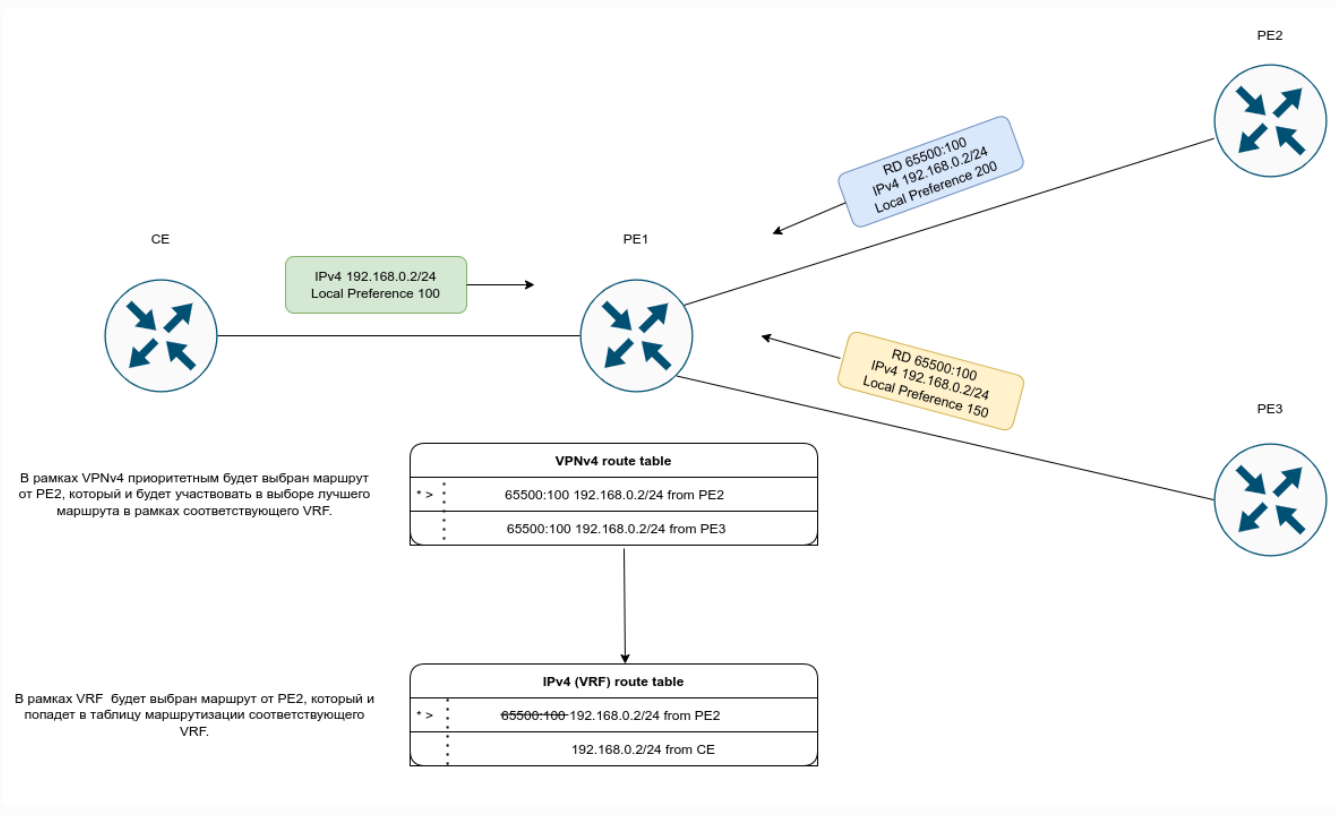 PE2
RD 65500:100
IPv4 192.168.0.2/24
Local Preference 200
CE
PE1
IPv4 192.168.0.2/24
Local Preference 100
RD 65500:100
IPv4 192.168.0.2/24
Local Preference 150
PE3
В рамках VPNv4 приоритетным будет выбран маршрут
от PE2, который и будет участвовать в выборе лучшего
маршрута в рамках соответствующего VRF.
VPNv4 route table
* > 65500:100 192.168.0.2/24 from PE2
65500:100 192.168.0.2/24 from PE3
В рамках VRF  будет выбран маршрут от PE2, который и
попадет в таблицу маршрутизации соответствующего
VRF.
IPv4 (VRF) route table
* > 65500:100 192.168.0.2/24 from PE2
192.168.0.2/24 from CE